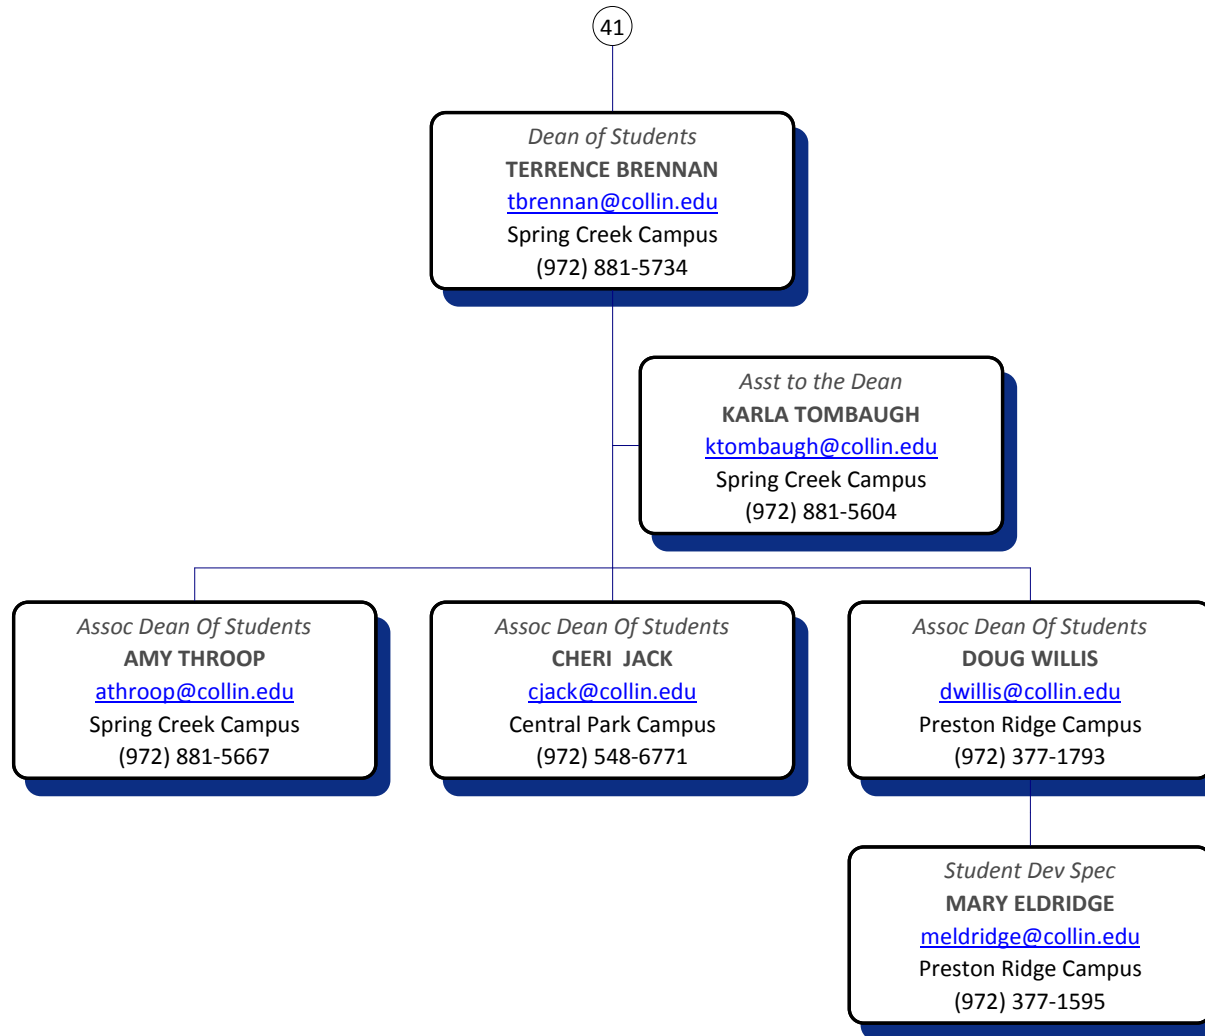 41
Dean of Students
TERRENCE BRENNAN
tbrennan@collin.edu
Spring Creek Campus
(972) 881-5734
Asst to the Dean
KARLA TOMBAUGH
ktombaugh@collin.edu
Spring Creek Campus
(972) 881-5604
Assoc Dean Of Students
AMY THROOP
athroop@collin.edu
Spring Creek Campus
(972) 881-5667
Assoc Dean Of Students
CHERI  JACK
cjack@collin.edu
Central Park Campus
(972) 548-6771
Assoc Dean Of Students
DOUG WILLIS
dwillis@collin.edu
Preston Ridge Campus
(972) 377-1793
Student Dev Spec
MARY ELDRIDGE
meldridge@collin.edu
Preston Ridge Campus
(972) 377-1595